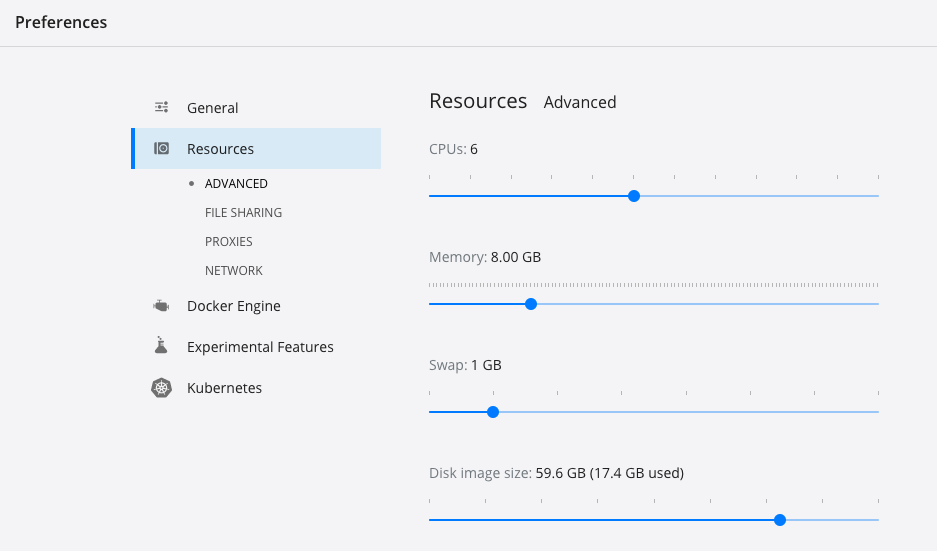 Preferences
General
Resources
ADVANCED
FILE SHARING
PROXIES
NETWORK
Docker Engine
Experimental Features
Kubernetes
Resources Advanced
CPUs: 6
Memory: 8.00 GB
Swap: 1 GB
Disk image size: 59.6 GB (17.4 GB used)